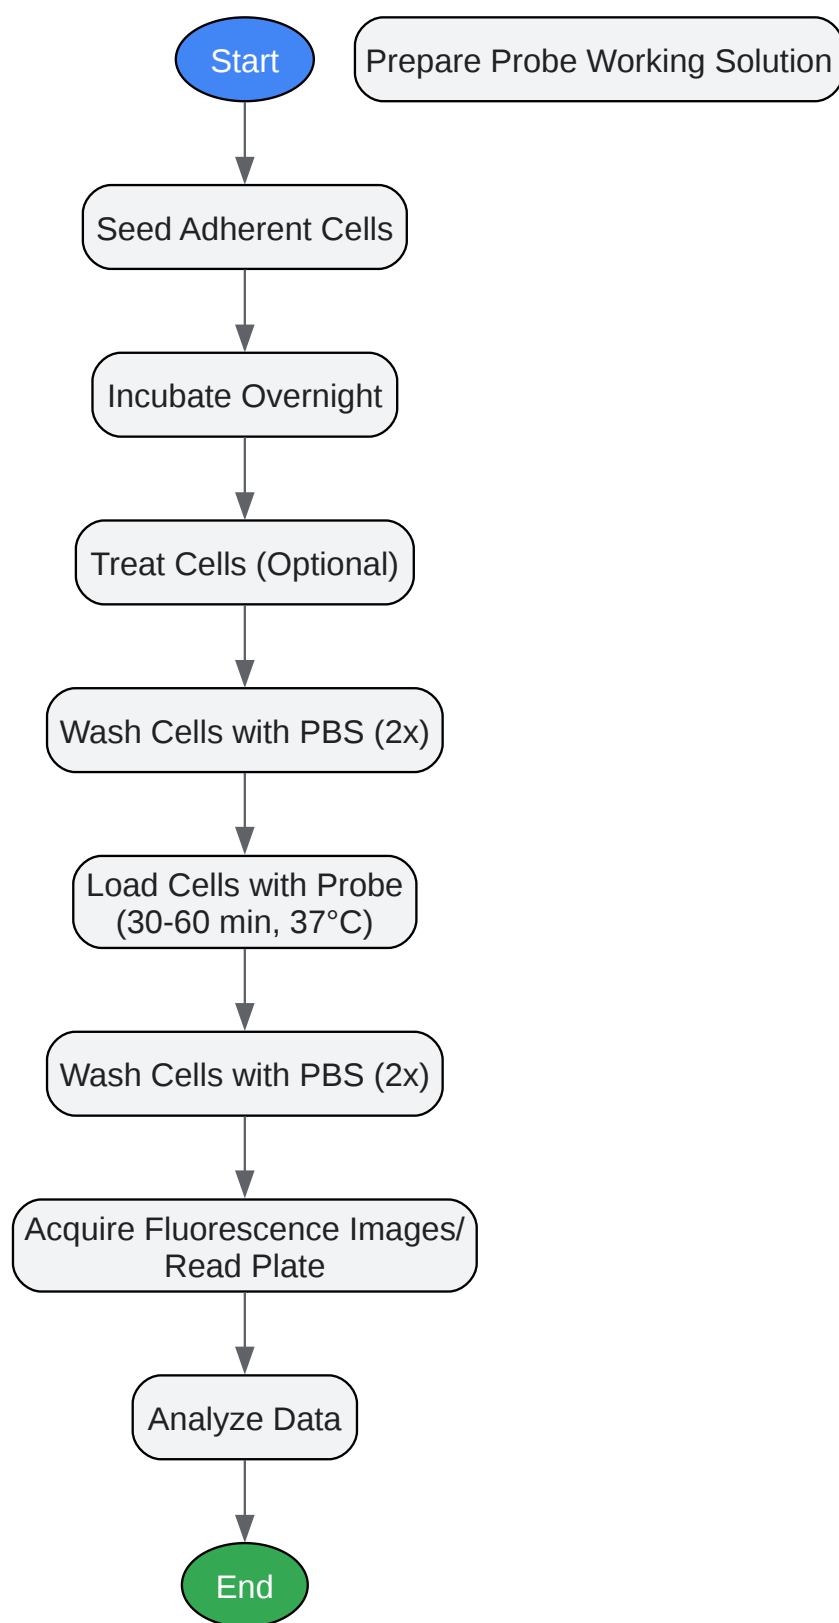 Start
Prepare Probe Working Solution
Seed Adherent Cells
Incubate Overnight
Treat Cells (Optional)
Wash Cells with PBS (2x)
Load Cells with Probe
(30-60 min, 37°C)
Wash Cells with PBS (2x)
Acquire Fluorescence Images/
Read Plate
Analyze Data
End